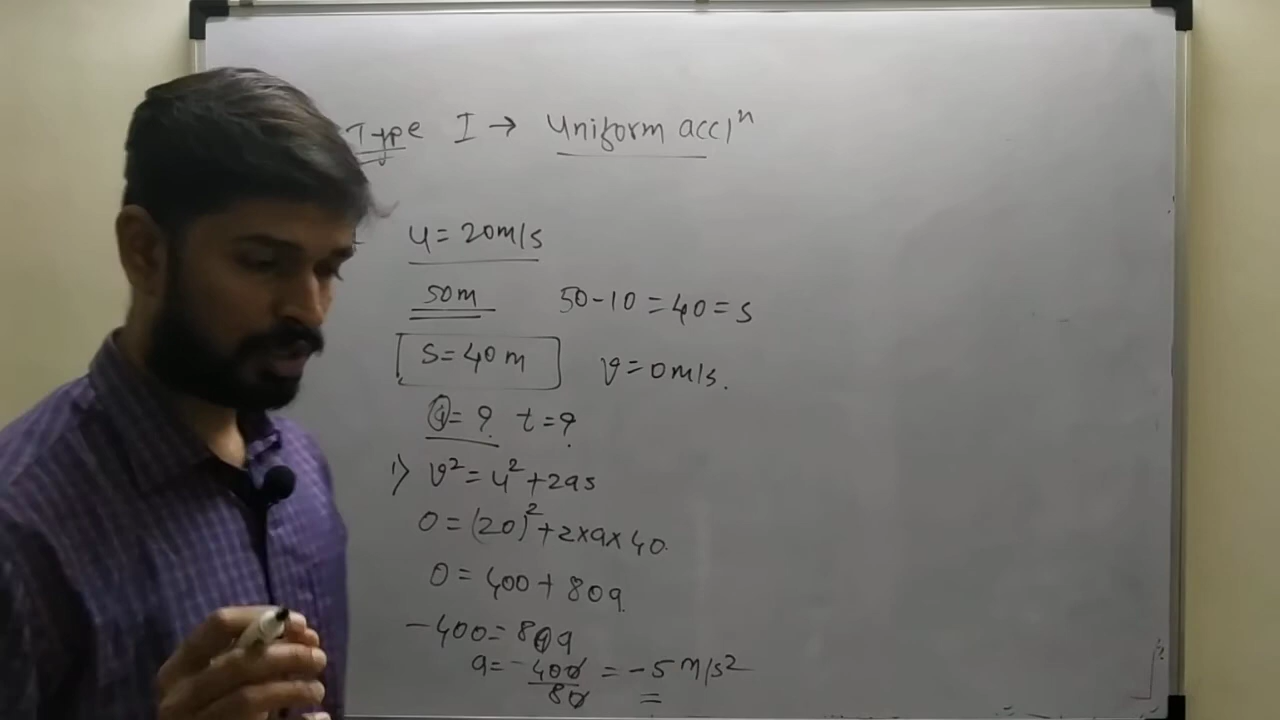 Type I → Uniform accl^n
u = 20m/s
50m 50-10 = 40 = s
s = 40 m v = 0 m/s.
a = ? t = ?
1) v² = u² + 2as
0 = (20)² + 2×a×40
0 = 400 + 80a
-400 = 80a
a = -400/80 = -5 m/s²